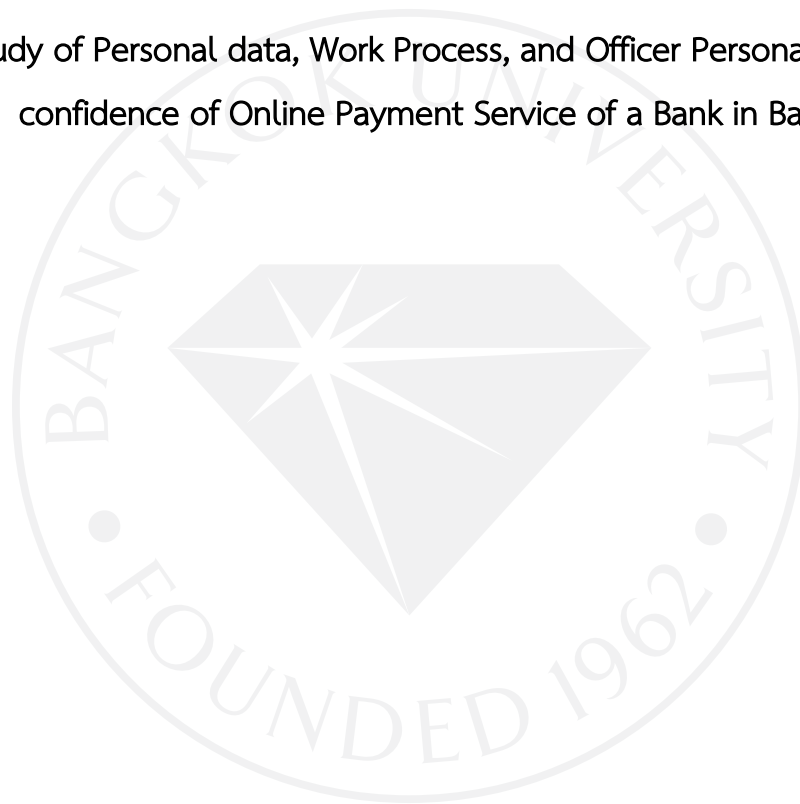 udy of Personal data, Work Process, and Officer Persona
confidence of Online Payment Service of a Bank in Ba
BANGKOK UNIVERSITY
• FOUNDED 1962 •